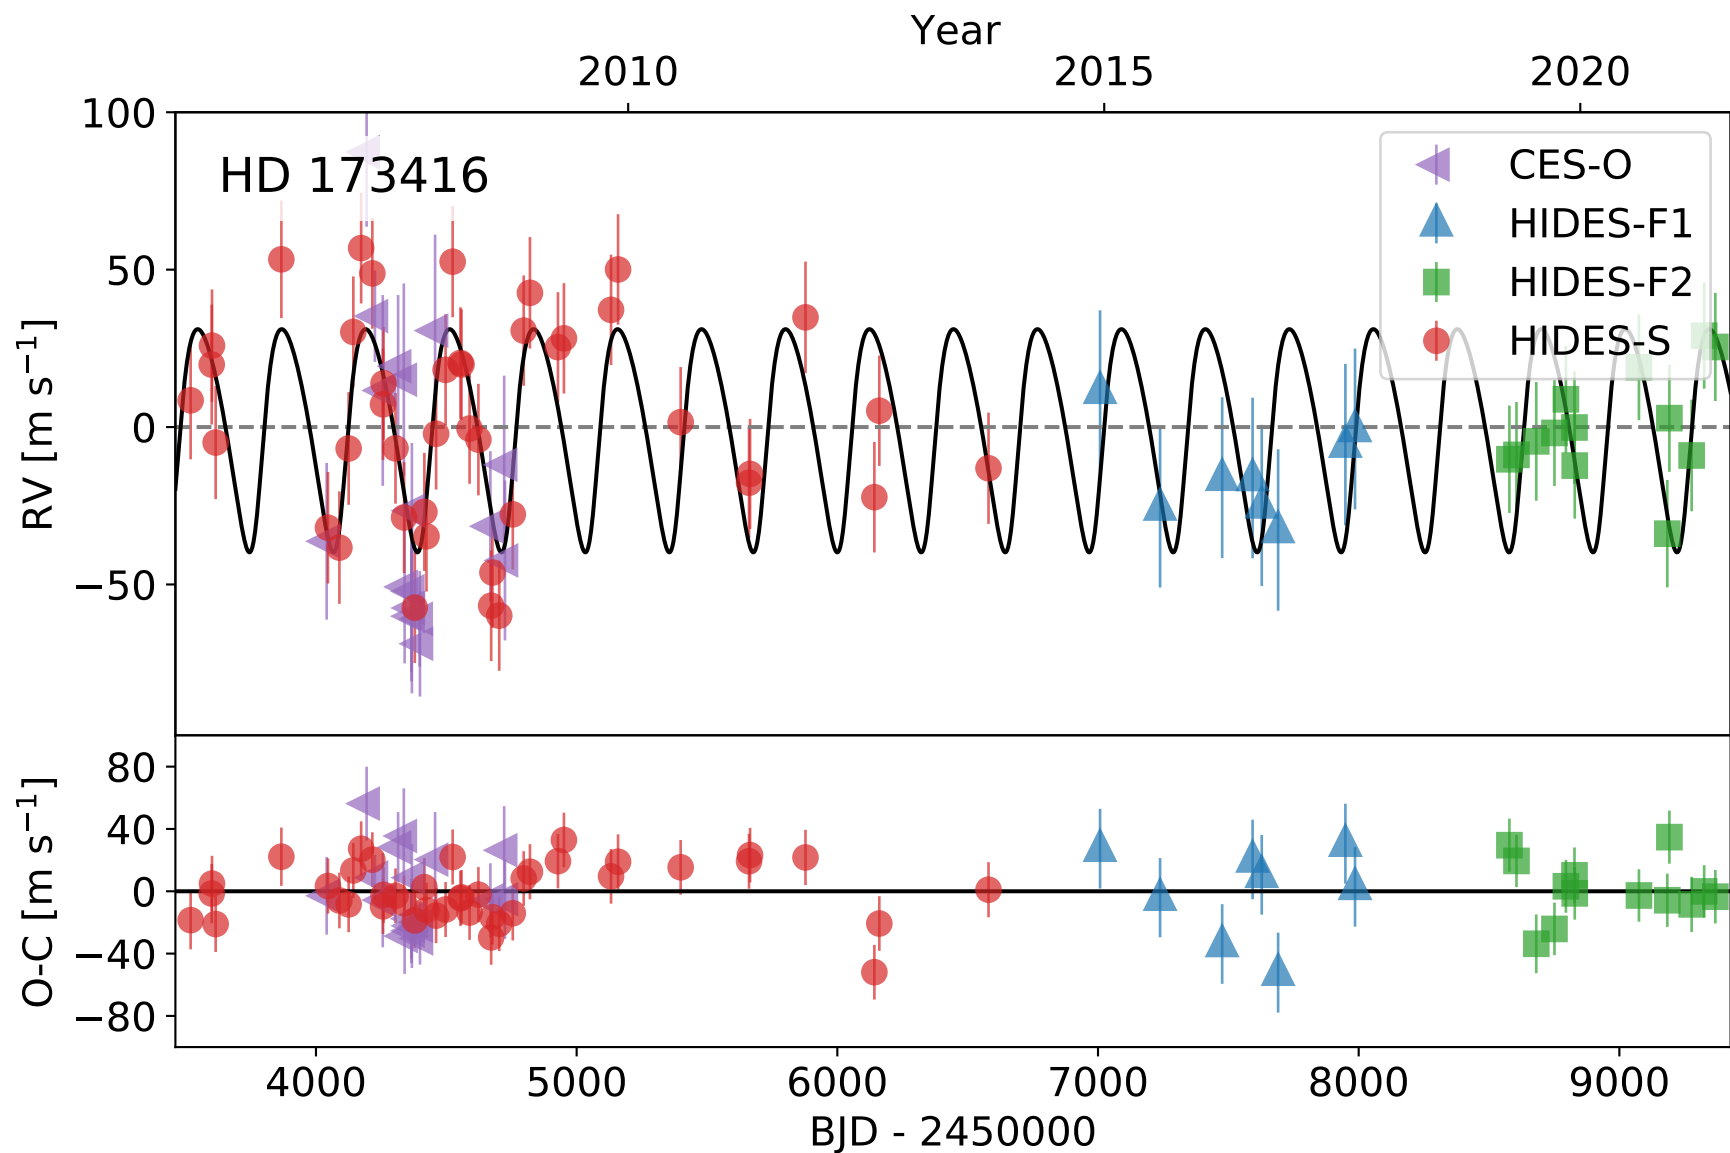 Year
2010 2015 2020
HD 173416
CES-O
HIDES-F1
HIDES-F2
HIDES-S
100
50
0
−50
RV [m s⁻¹]
80
40
0
−40
−80
O-C [m s⁻¹]
4000 5000 6000 7000 8000 9000
BJD - 2450000